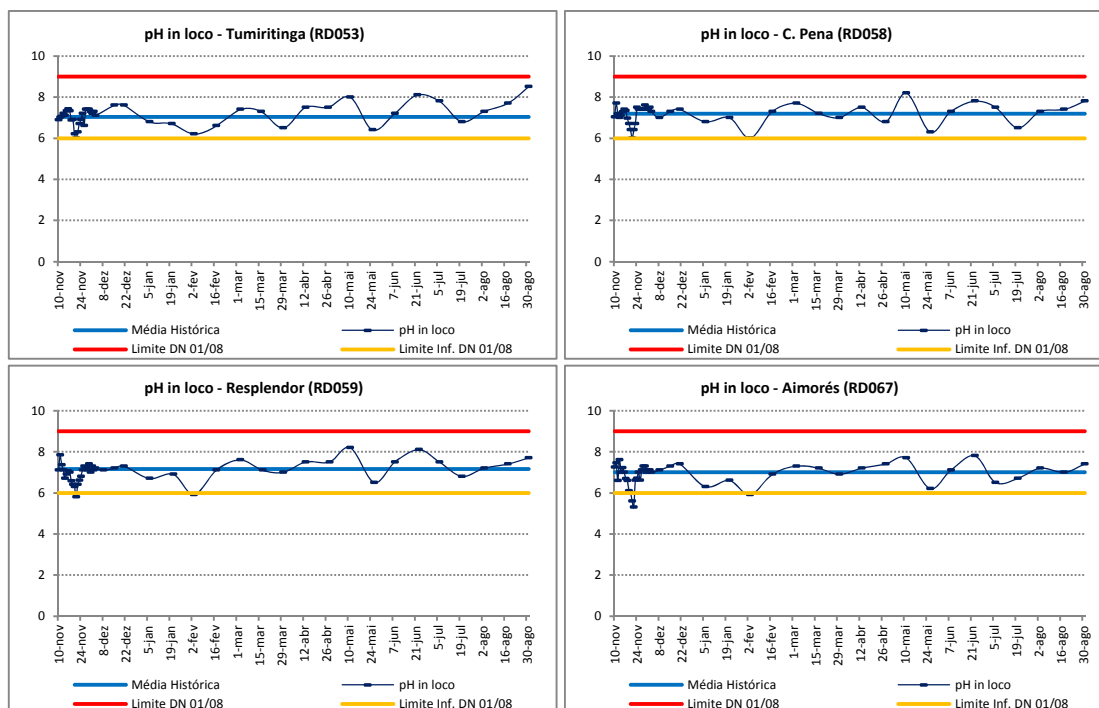 pH in loco - Tumiritinga (RD053)
10
8
6
4
2
0
10-nov 24-nov 8-dez 22-dez 5-jan 19-jan 2-fev 16-fev 1-mar 15-mar 29-mar 12-abr 26-abr 10-mai 24-mai 7-jun 21-jun 5-jul 19-jul 2-ago 16-ago 30-ago
Média Histórica pH in loco
Limite DN 01/08 Limite Inf. DN 01/08
pH in loco - C. Pena (RD058)
10
8
6
4
2
0
10-nov 24-nov 8-dez 22-dez 5-jan 19-jan 2-fev 16-fev 1-mar 15-mar 29-mar 12-abr 26-abr 10-mai 24-mai 7-jun 21-jun 5-jul 19-jul 2-ago 16-ago 30-ago
Média Histórica pH in loco
Limite DN 01/08 Limite Inf. DN 01/08
pH in loco - Resplendor (RD059)
10
8
6
4
2
0
10-nov 24-nov 8-dez 22-dez 5-jan 19-jan 2-fev 16-fev 1-mar 15-mar 29-mar 12-abr 26-abr 10-mai 24-mai 7-jun 21-jun 5-jul 19-jul 2-ago 16-ago 30-ago
Média Histórica pH in loco
Limite DN 01/08 Limite Inf. DN 01/08
pH in loco - Aimorés (RD067)
10
8
6
4
2
0
10-nov 24-nov 8-dez 22-dez 5-jan 19-jan 2-fev 16-fev 1-mar 15-mar 29-mar 12-abr 26-abr 10-mai 24-mai 7-jun 21-jun 5-jul 19-jul 2-ago 16-ago 30-ago
Média Histórica pH in loco
Limite DN 01/08 Limite Inf. DN 01/08